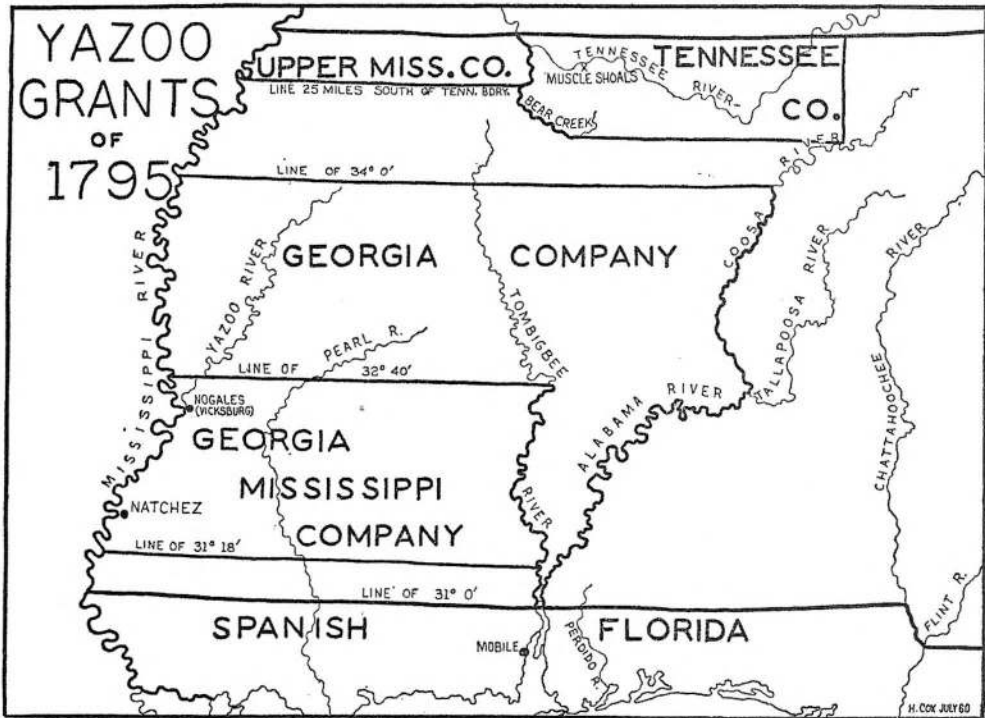 YAZOO
GRANTS
OF
1795
UPPER MISS. CO.
LINE 25 MILES SOUTH OF TENN. BDRY.
TENNESSEE
RIVER
MUSCLE SHOALS
TENNESSEE
CO.
BEAR CREEK
RIVER
COOSA
LINE OF 34° 0'
MISSISSIPPI RIVER
YAZOO RIVER
GEORGIA COMPANY
TOMBIGBEE
RIVER
TALLAPOOSA RIVER
CHATTAHOOCHEE RIVER
PEARL R.
LINE OF 32° 40'
NOGALES
(VICKSBURG)
ALABAMA RIVER
GEORGIA
MISSISSIPPI
COMPANY
NATCHEZ
LINE OF 31° 18'
LINE OF 31° 0'
SPANISH FLORIDA
MOBILE
PERDIDO R.
FLINT R.
H. COX JULY 60